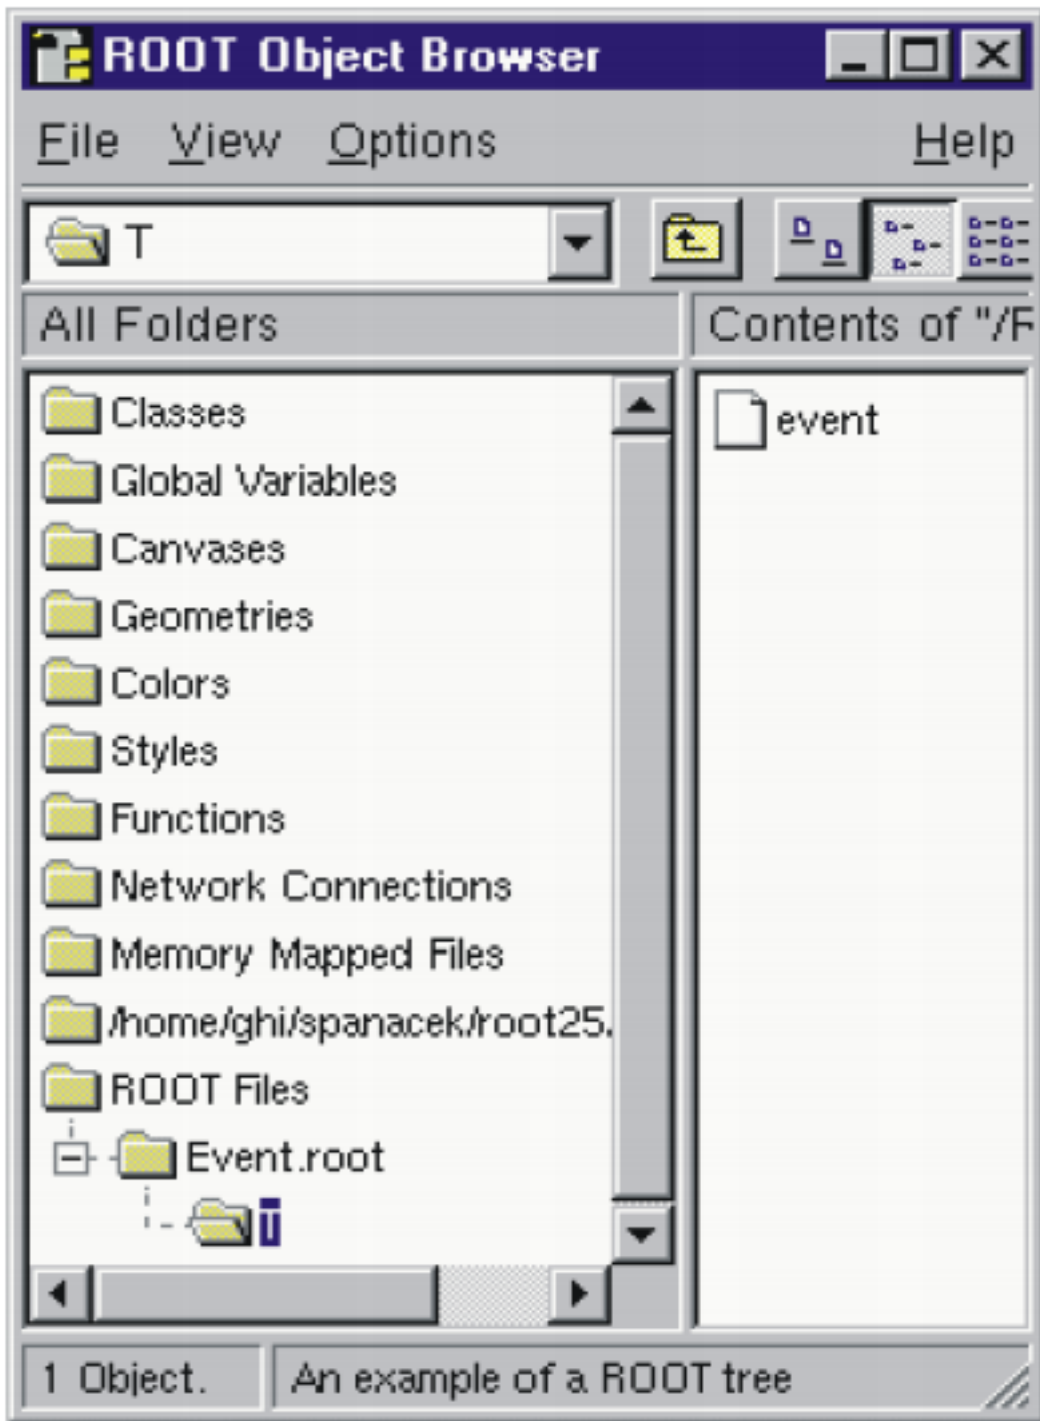 ROOT Object Browser
File View Options Help
T
All Folders
Contents of "/R
Classes
Global Variables
Canvases
Geometries
Colors
Styles
Functions
Network Connections
Memory Mapped Files
/home/ghi/spanacek/root25.
ROOT Files
Event.root
T
event
1 Object.
An example of a ROOT tree